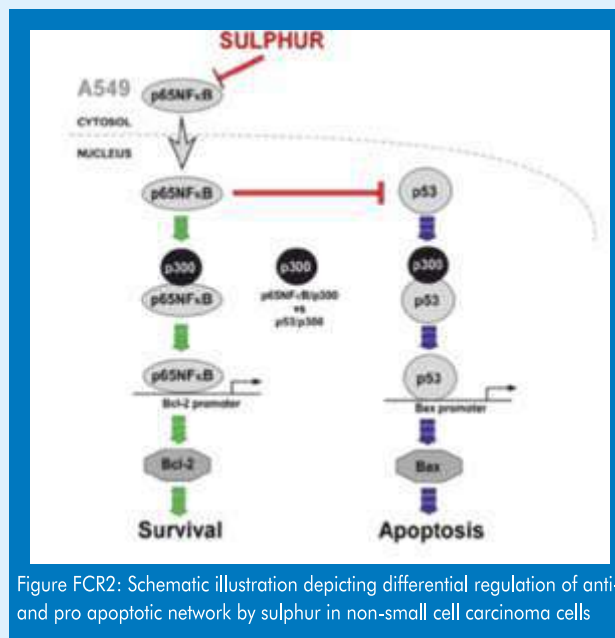 SULPHUR
A549
p65NFκB
CYTOSOL
NUCLEUS
p65NFκB
p53
p300
p65NFκB
p300
p65NFκB/p300
vs
p53/p300
p300
p53
p65NFκB
Bcl-2 promoter
p53
Bax promoter
Bcl-2
Bax
Survival
Apoptosis
Figure FCR2: Schematic illustration depicting differential regulation of anti-
and pro apoptotic network by sulphur in non-small cell carcinoma cells